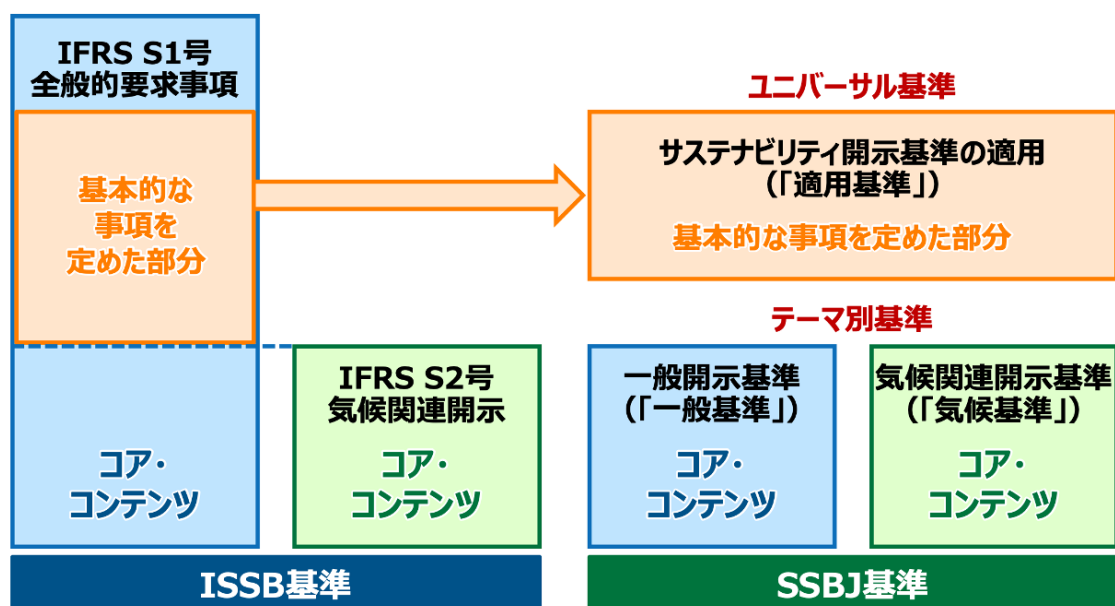 IFRS S1号
全般的要求事項
基本的な
事項を
定めた部分
コア・
コンテンツ
IFRS S2号
気候関連開示
コア・
コンテンツ
ISSB基準
ユニバーサル基準
サステナビリティ開示基準の適用
(「適用基準」)
基本的な事項を定めた部分
テーマ別基準
一般開示基準
(「一般基準」)
コア・
コンテンツ
気候関連開示基準
(「気候基準」)
コア・
コンテンツ
SSBJ基準